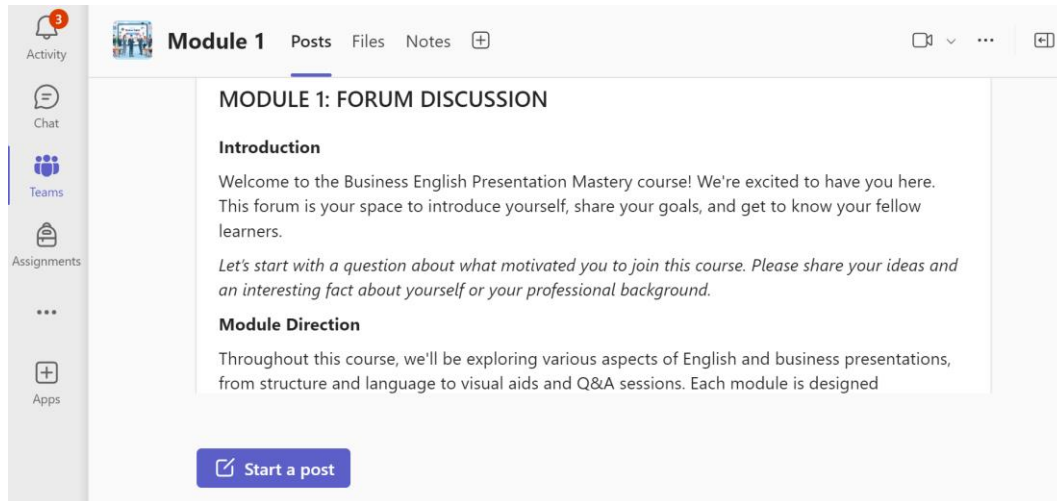 3
Activity
Chat
Teams
Assignments
Apps
Module 1 Posts Files Notes
MODULE 1: FORUM DISCUSSION
Introduction
Welcome to the Business English Presentation Mastery course! We're excited to have you here.
This forum is your space to introduce yourself, share your goals, and get to know your fellow
learners.
Let's start with a question about what motivated you to join this course. Please share your ideas and
an interesting fact about yourself or your professional background.
Module Direction
Throughout this course, we'll be exploring various aspects of English and business presentations,
from structure and language to visual aids and Q&A sessions. Each module is designed
Start a post